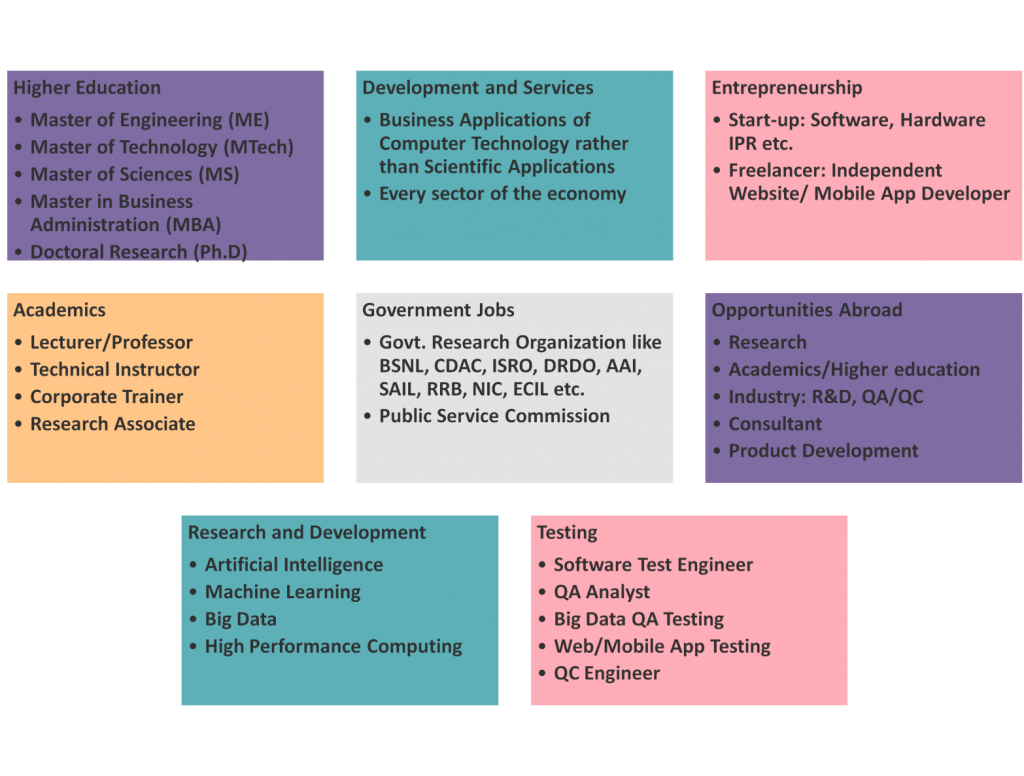 Higher Education
• Master of Engineering (ME)
• Master of Technology (MTech)
• Master of Sciences (MS)
• Master in Business
Administration (MBA)
• Doctoral Research (Ph.D)
Development and Services
• Business Applications of
Computer Technology rather
than Scientific Applications
• Every sector of the economy
Entrepreneurship
• Start-up: Software, Hardware
IPR etc.
• Freelancer: Independent
Website/ Mobile App Developer
Academics
• Lecturer/Professor
• Technical Instructor
• Corporate Trainer
• Research Associate
Government Jobs
• Govt. Research Organization like
BSNL, CDAC, ISRO, DRDO, AAI,
SAIL, RRB, NIC, ECIL etc.
• Public Service Commission
Opportunities Abroad
• Research
• Academics/Higher education
• Industry: R&D, QA/QC
• Consultant
• Product Development
Research and Development
• Artificial Intelligence
• Machine Learning
• Big Data
• High Performance Computing
Testing
• Software Test Engineer
• QA Analyst
• Big Data QA Testing
• Web/Mobile App Testing
• QC Engineer